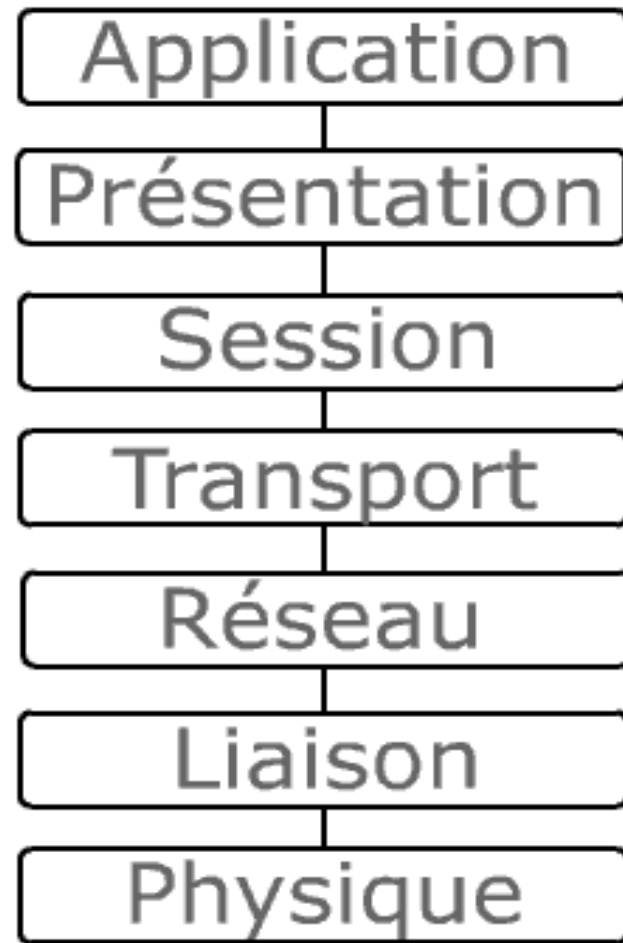 Application
Présentation
Session
Transport
Réseau
Liaison
Physique